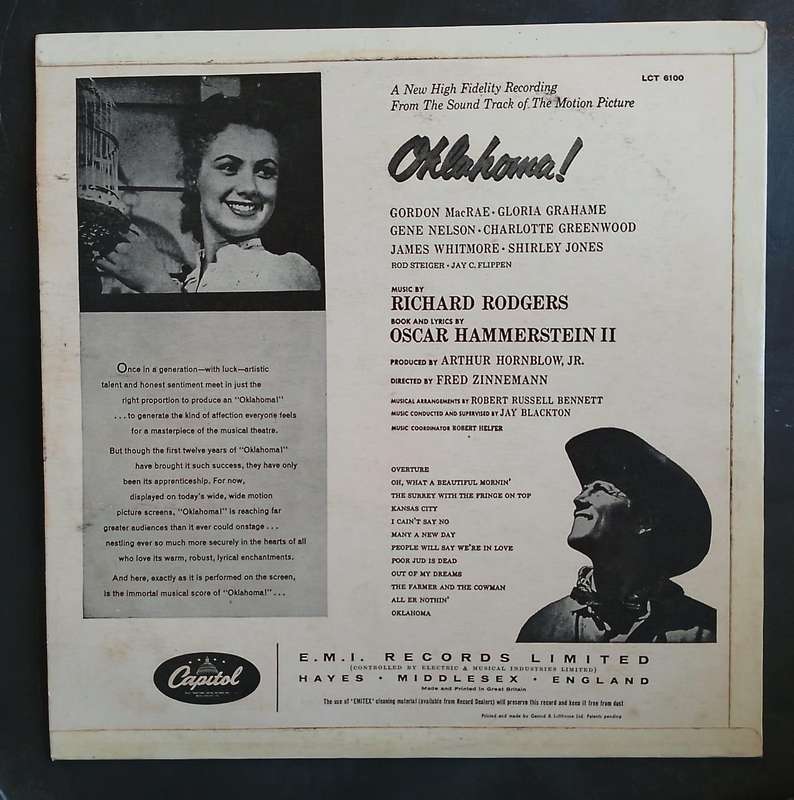 LCT 6100
A New High Fidelity Recording
From The Sound Track of The Motion Picture
Oklahoma!
GORDON MacRAE · GLORIA GRAHAME
GENE NELSON · CHARLOTTE GREENWOOD
JAMES WHITMORE · SHIRLEY JONES
ROD STEIGER · JAY C. FLIPPEN
MUSIC BY
RICHARD RODGERS
BOOK AND LYRICS BY
OSCAR HAMMERSTEIN II
PRODUCED BY ARTHUR HORNBLOW, JR.
DIRECTED BY FRED ZINNEMANN
MUSICAL ARRANGEMENTS BY ROBERT RUSSELL BENNETT
MUSIC CONDUCTED AND SUPERVISED BY JAY BLACKTON
MUSIC COORDINATOR ROBERT HELFER
OVERTURE
OH, WHAT A BEAUTIFUL MORNIN'
THE SURREY WITH THE FRINGE ON TOP
KANSAS CITY
I CAIN'T SAY NO
MANY A NEW DAY
PEOPLE WILL SAY WE'RE IN LOVE
POOR JUD IS DEAD
OUT OF MY DREAMS
THE FARMER AND THE COWMAN
ALL ER NOTHIN'
OKLAHOMA
Once in a generation—with luck—artistic
talent and honest sentiment meet in just the
right proportion to produce an "Oklahoma!"
. . . to generate the kind of affection everyone feels
for a masterpiece of the musical theatre.
But though the first twelve years of "Oklahoma!"
have brought it such success, they have only
been its apprenticeship. For now,
displayed on today's wide, wide motion
picture screens, "Oklahoma!" is reaching far
greater audiences than it ever could onstage . . .
nestling ever so much more securely in the hearts of all
who love its warm, robust, lyrical enchantments.
And here, exactly as it is performed on the screen,
is the immortal musical score of "Oklahoma!" . . .
Capitol
E.M.I. RECORDS LIMITED
(CONTROLLED BY ELECTRIC & MUSICAL INDUSTRIES LIMITED)
HAYES · MIDDLESEX · ENGLAND
Made and Printed in Great Britain
The use of "EMITEX" cleaning material (available from Record Dealers) will preserve this record and keep it free from dust
Printed and made by Garrod & Lofthouse Ltd. Patents pending